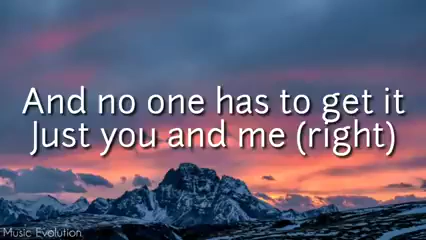 And no one has to get it
Just you and me (right)
Music Evolution